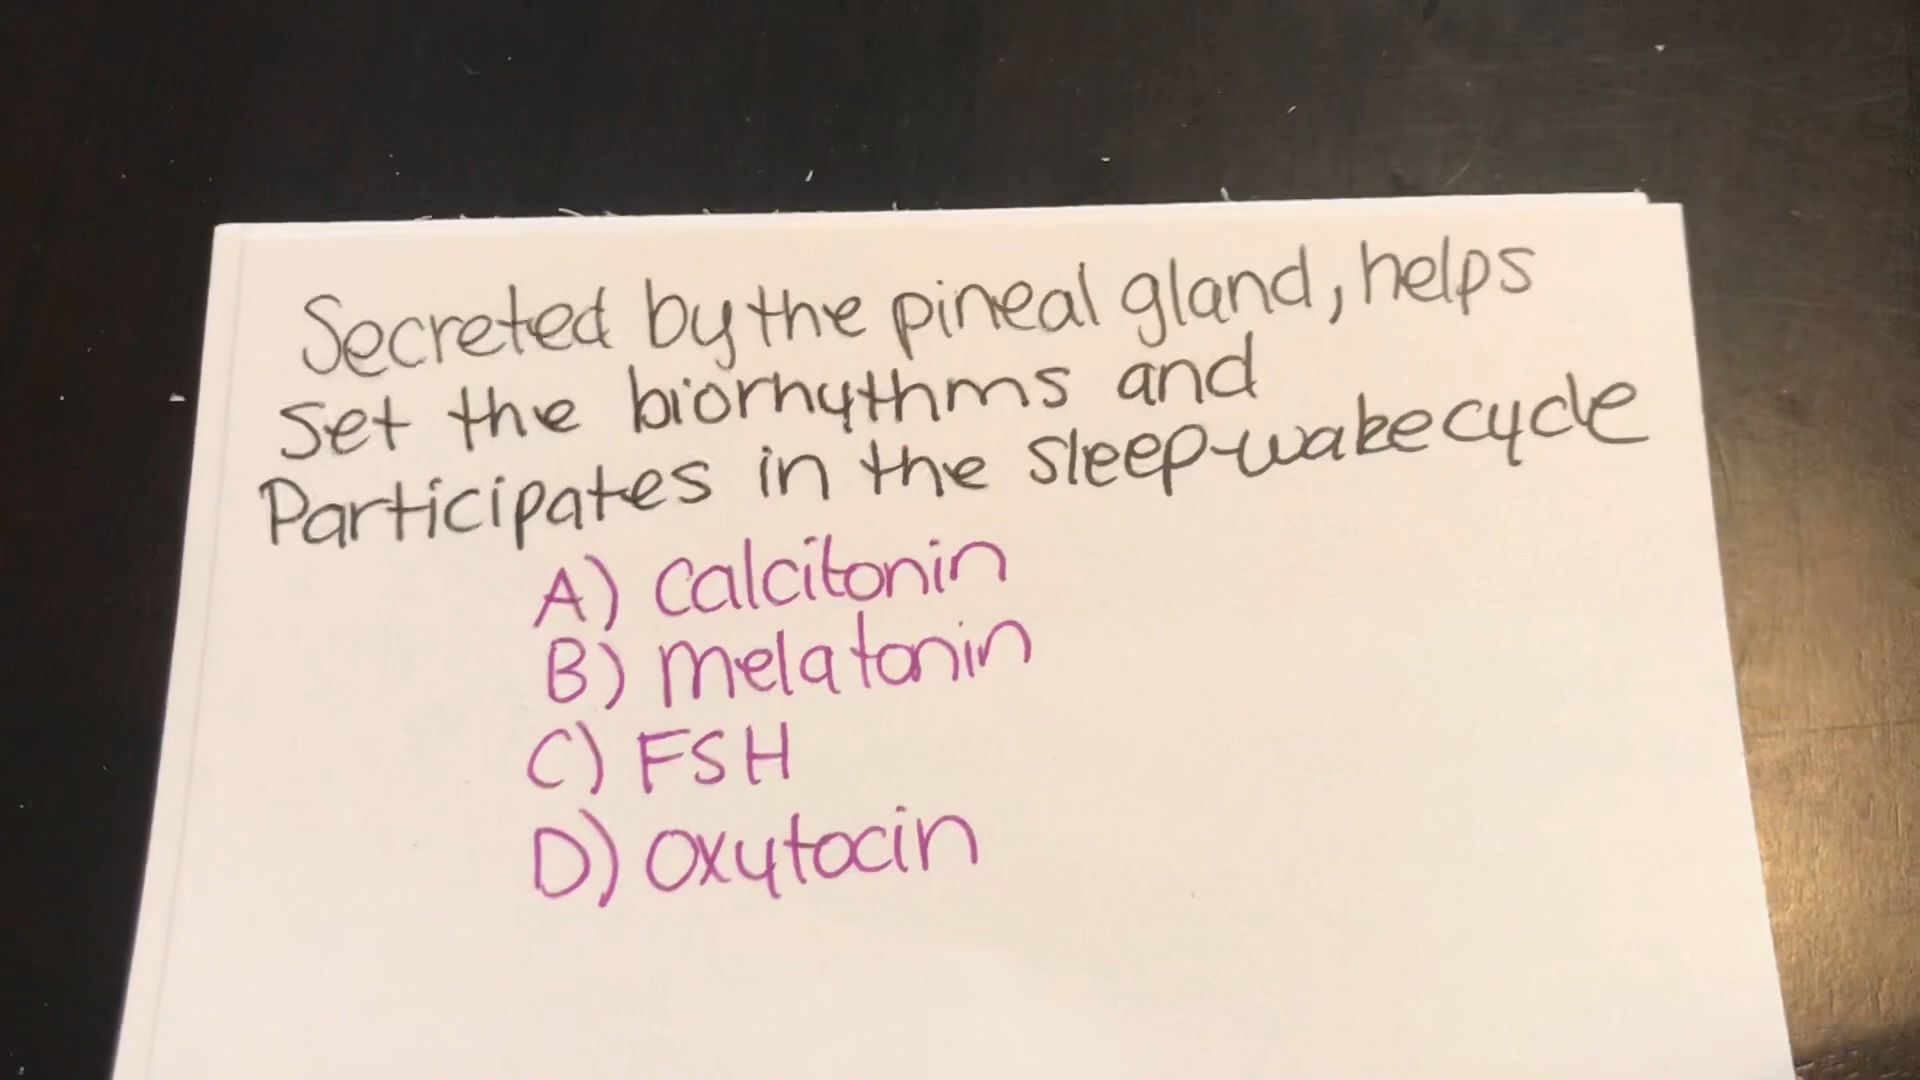 Secreted by the pineal gland, helps
set the biorhythms and
Participates in the sleep-wake cycle
A) Calcitonin
B) melatonin
C) FSH
D) oxytocin